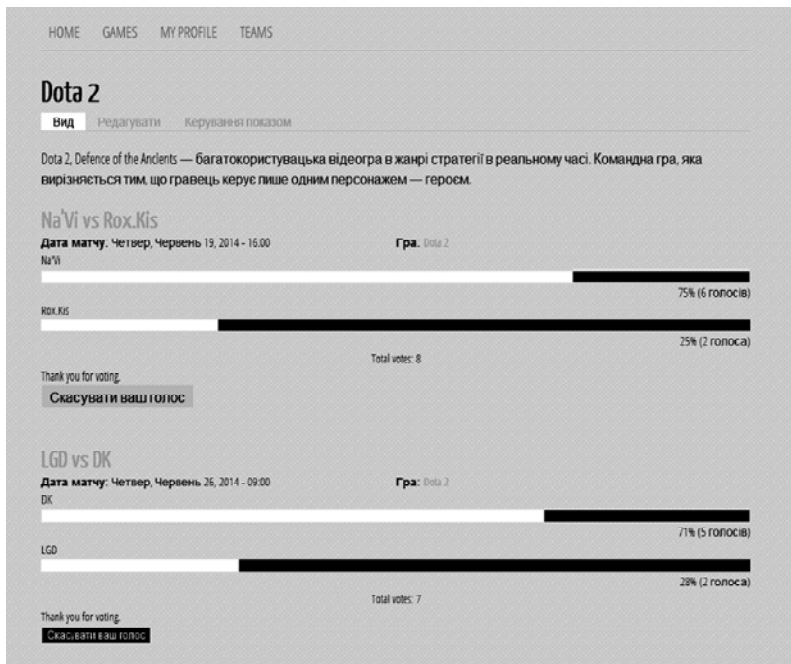 HOME GAMES MY PROFILE TEAMS
Dota 2
Вид Редагувати Керування показом
Dota 2, Defence of the Ancients — багатокористувацька відеогра в жанрі стратегії в реальному часі. Командна гра, яка
вирізняється тим, що гравець керує лише одним персонажем — героєм.
Na'Vi vs Rox.Kis
Дата матчу: Четвер, Червень 19, 2014 - 16:00 Гра: Dota 2
Na'Vi
75% (6 голосів)
Rox.Kis
25% (2 голоса)
Total votes: 8
Thank you for voting.
Скасувати ваш голос
LGD vs DK
Дата матчу: Четвер, Червень 26, 2014 - 09:00 Гра: Dota 2
DK
71% (5 голосів)
LGD
28% (2 голоса)
Total votes: 7
Thank you for voting.
Скасувати ваш голос